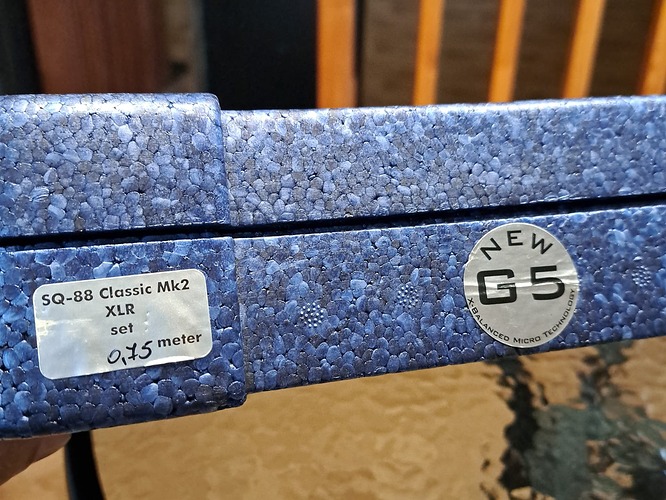 SQ-88 Classic Mk2
XLR
set
0,75 meter
NEW
G5
X-BALANCED MICRO TECHNOLOGY